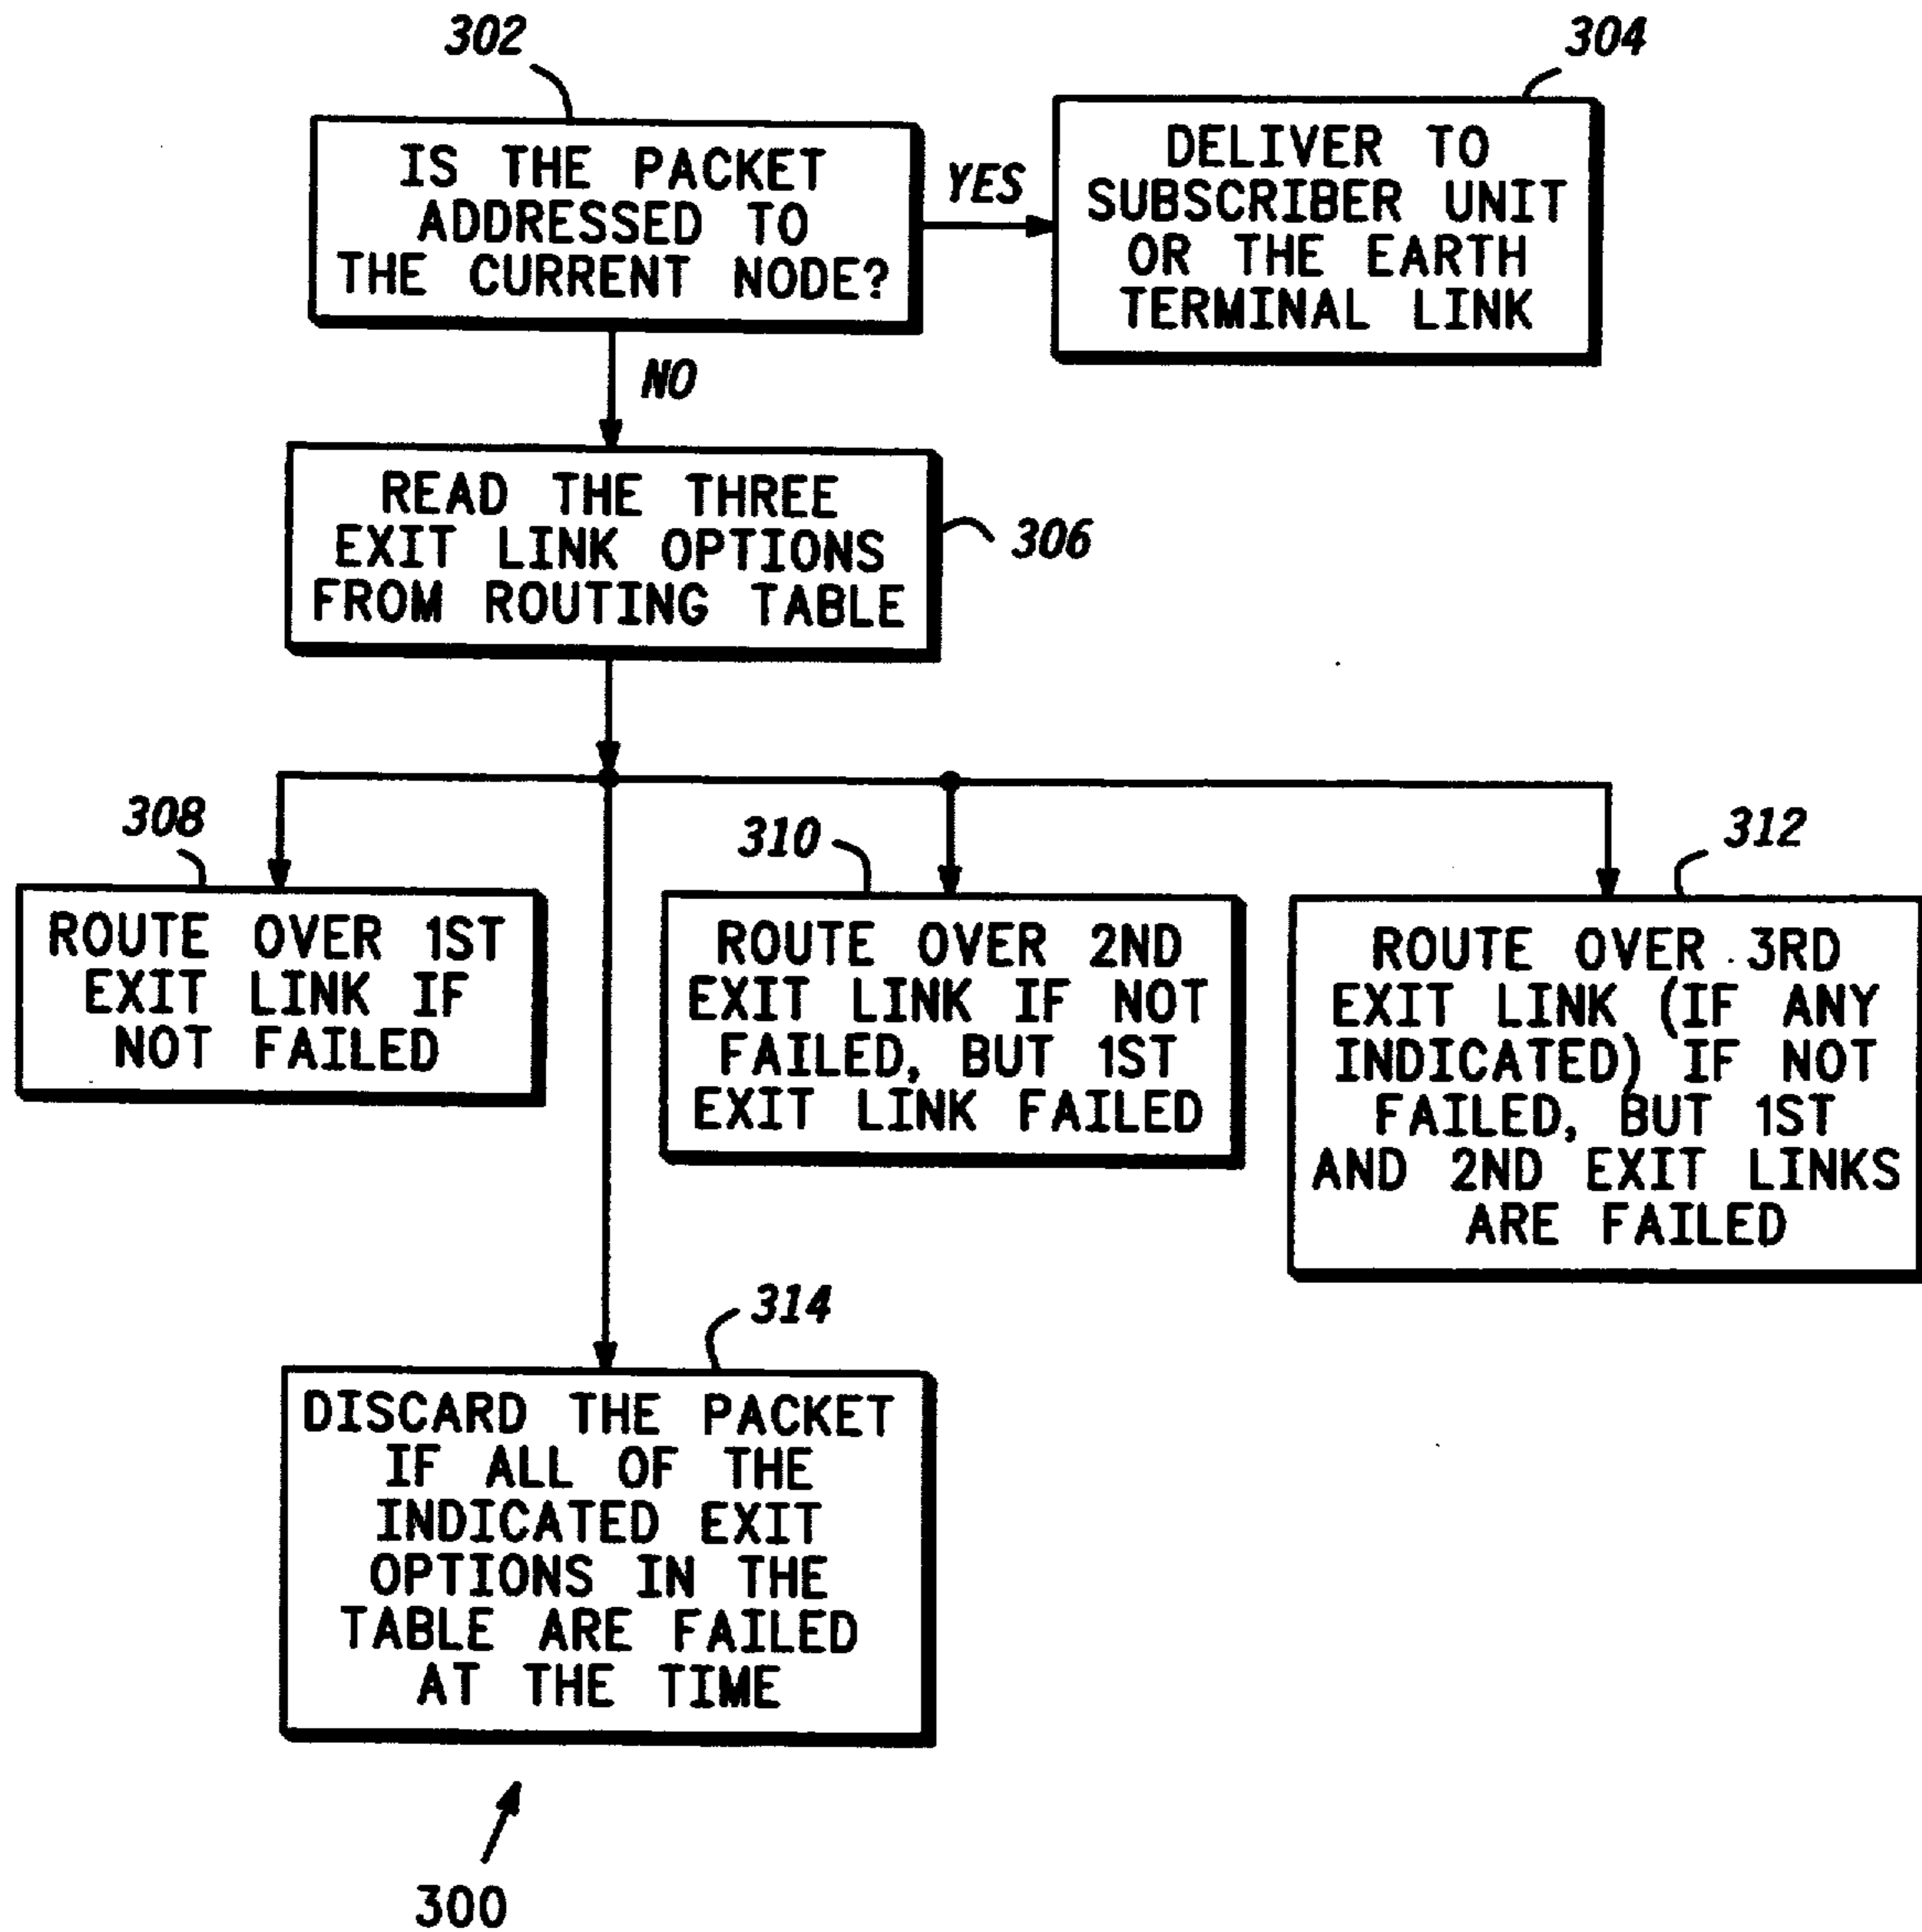 302
304
IS THE PACKET
ADDRESSED TO
THE CURRENT NODE?
YES
DELIVER TO
SUBSCRIBER UNIT
OR THE EARTH
TERMINAL LINK
NO
READ THE THREE
EXIT LINK OPTIONS
FROM ROUTING TABLE
306
308
310
312
ROUTE OVER 1ST
EXIT LINK IF
NOT FAILED
ROUTE OVER 2ND
EXIT LINK IF NOT
FAILED, BUT 1ST
EXIT LINK FAILED
ROUTE OVER 3RD
EXIT LINK (IF ANY
INDICATED) IF NOT
FAILED, BUT 1ST
AND 2ND EXIT LINKS
ARE FAILED
314
DISCARD THE PACKET
IF ALL OF THE
INDICATED EXIT
OPTIONS IN THE
TABLE ARE FAILED
AT THE TIME
300